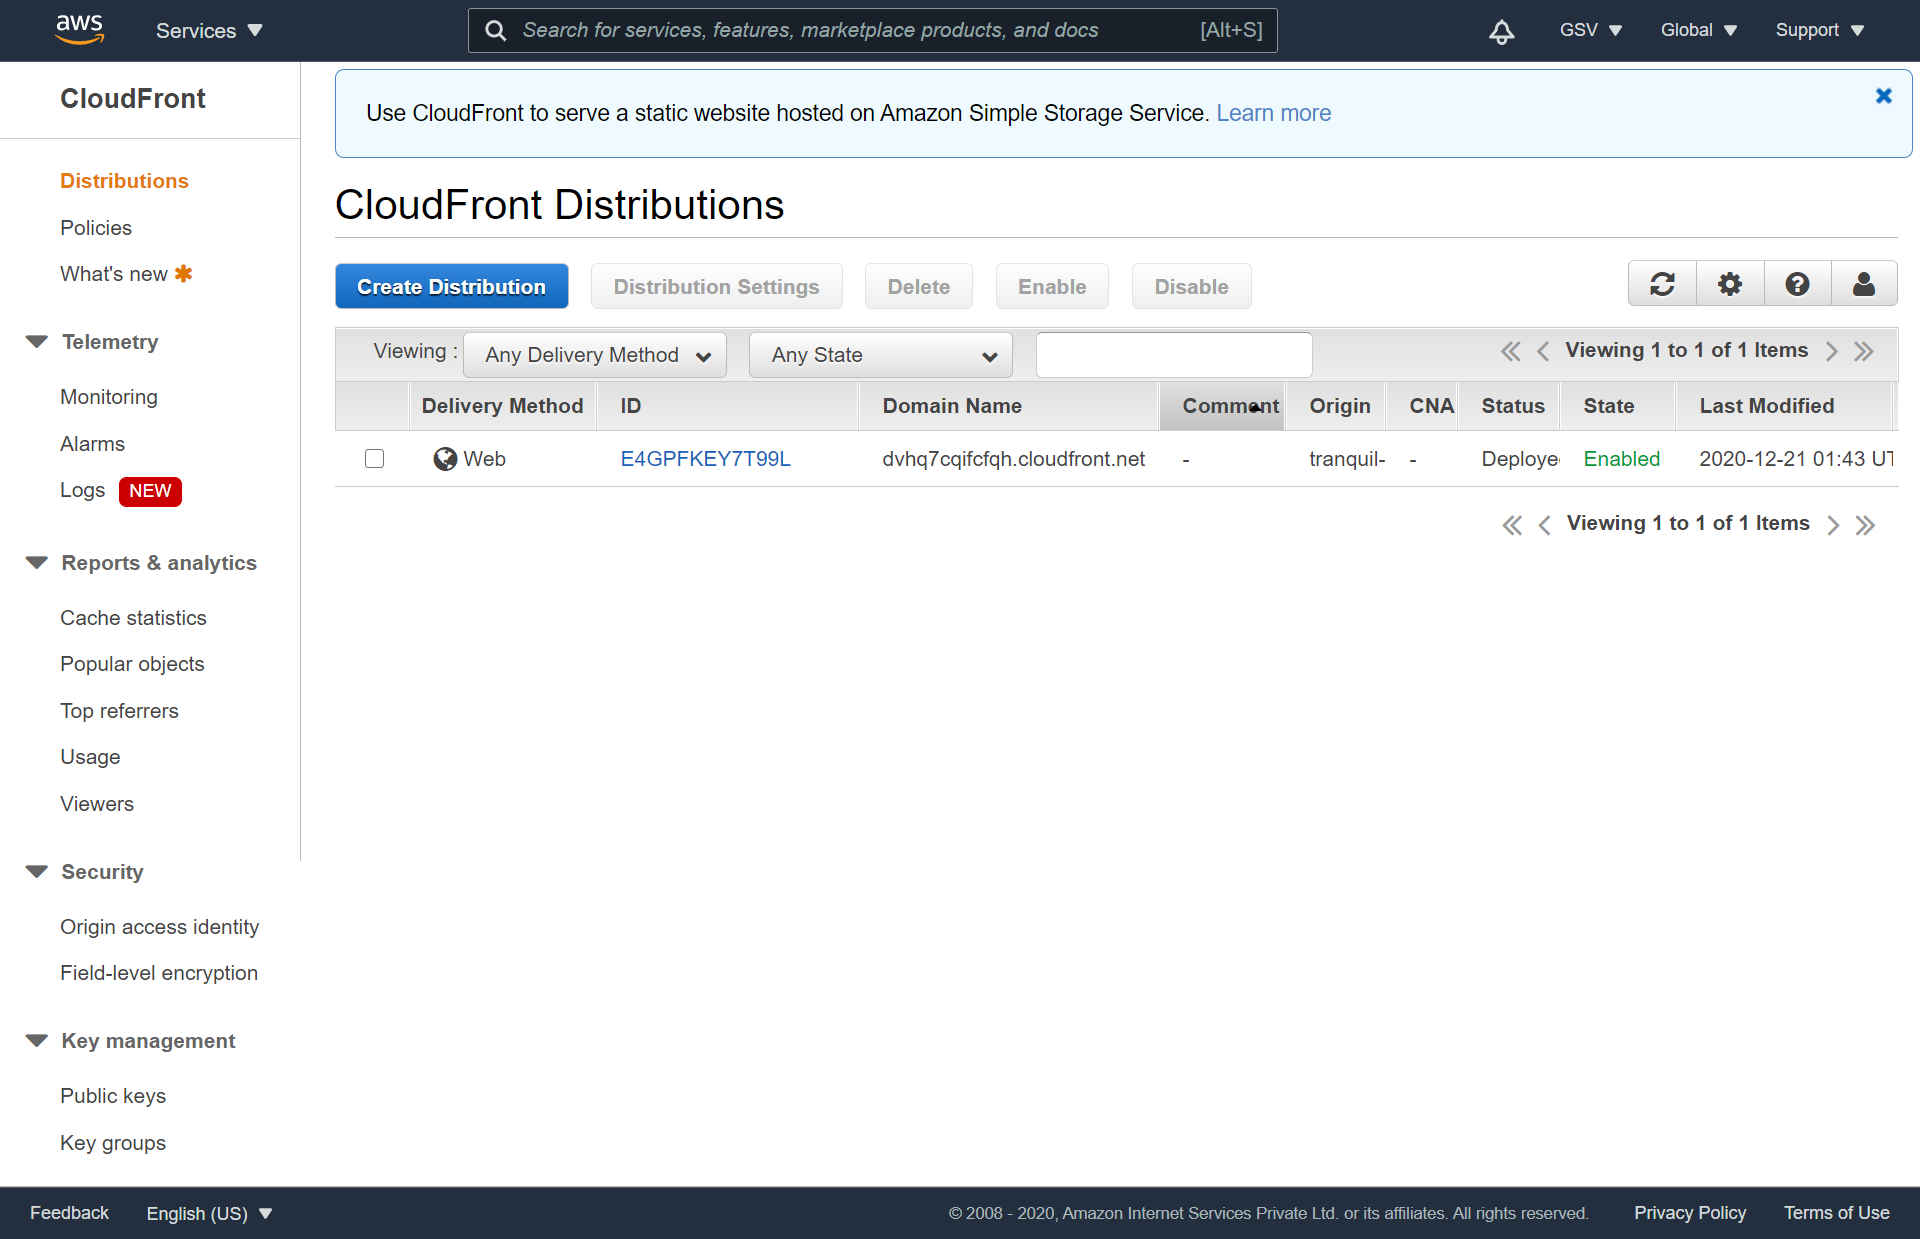 aws
Services
Search for services, features, marketplace products, and docs [Alt+S]
GSV
Global
Support
CloudFront
Distributions
Policies
What's new
Telemetry
Monitoring
Alarms
Logs NEW
Reports & analytics
Cache statistics
Popular objects
Top referrers
Usage
Viewers
Security
Origin access identity
Field-level encryption
Key management
Public keys
Key groups
Use CloudFront to serve a static website hosted on Amazon Simple Storage Service. Learn more
CloudFront Distributions
Create Distribution Distribution Settings Delete Enable Disable
Viewing : Any Delivery Method Any State Viewing 1 to 1 of 1 Items
Delivery Method ID Domain Name Comment Origin CNA Status State Last Modified
Web E4GPFKEY7T99L dvhq7cqifcfqh.cloudfront.net - tranquil- - Deploye Enabled 2020-12-21 01:43 UT
Viewing 1 to 1 of 1 Items
Feedback English (US) © 2008 - 2020, Amazon Internet Services Private Ltd. or its affiliates. All rights reserved. Privacy Policy Terms of Use